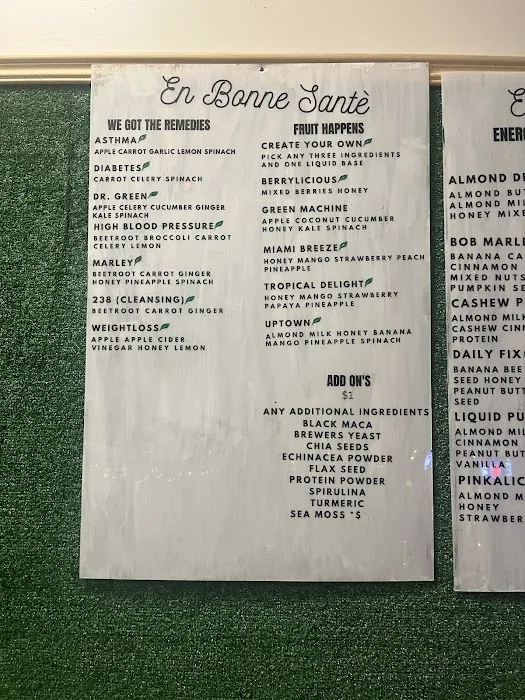 En Bonne Santè
WE GOT THE REMEDIES
ASTHMA
APPLE CARROT GARLIC LEMON SPINACH
DIABETES
CARROT CELERY SPINACH
DR. GREEN
APPLE CELERY CUCUMBER GINGER
KALE SPINACH
HIGH BLOOD PRESSURE
BEETROOT BROCCOLI CARROT
CELERY LEMON
MARLEY
BEETROOT CARROT GINGER
HONEY PINEAPPLE SPINACH
238 (CLEANSING)
BEETROOT CARROT GINGER
WEIGHTLOSS
APPLE APPLE CIDER
VINEGAR HONEY LEMON
FRUIT HAPPENS
CREATE YOUR OWN
PICK ANY THREE INGREDIENTS
AND ONE LIQUID BASE
BERRYLICIOUS
MIXED BERRIES HONEY
GREEN MACHINE
APPLE COCONUT CUCUMBER
HONEY KALE SPINACH
MIAMI BREEZE
HONEY MANGO STRAWBERRY PEACH
PINEAPPLE
TROPICAL DELIGHT
HONEY MANGO STRAWBERRY
PAPAYA PINEAPPLE
UPTOWN
ALMOND MILK HONEY BANANA
MANGO PINEAPPLE SPINACH
ADD ON'S
$1
ANY ADDITIONAL INGREDIENTS
BLACK MACA
BREWERS YEAST
CHIA SEEDS
ECHINACEA POWDER
FLAX SEED
PROTEIN POWDER
SPIRULINA
TURMERIC
SEA MOSS *$
E
ENER
ALMOND DE
ALMOND BU
ALMOND MIL
HONEY MIXE
BOB MARLE
BANANA CA
CINNAMON
MIXED NUTS
PUMPKIN SE
CASHEW P
ALMOND MILK
CASHEW CIN
PROTEIN
DAILY FIX
BANANA BEE
SEED HONEY
PEANUT BUTT
SEED
LIQUID PU
ALMOND MIL
CINNAMON
PEANUT BUT
VANILLA
PINKALIC
ALMOND M
HONEY
STRAWBER